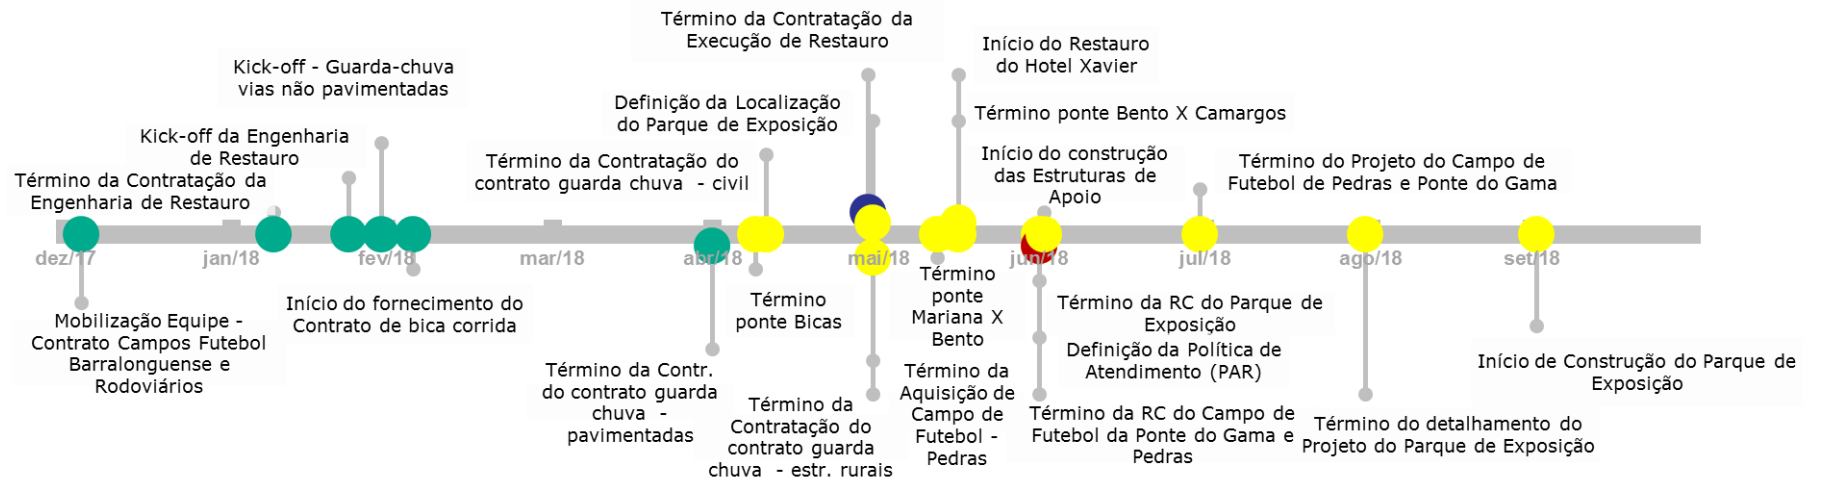 Término da Contratação da
Execução de Restauro
Início do Restauro
do Hotel Xavier
Kick-off - Guarda-chuva
vias não pavimentadas
Definição da Localização
do Parque de Exposição
Término ponte Bento X Camargos
Kick-off da Engenharia
de Restauro
Término da Contratação do
contrato guarda chuva - civil
Início do construção
das Estruturas de
Apoio
Término do Projeto do Campo de
Futebol de Pedras e Ponte do Gama
Término da Contratação da
Engenharia de Restauro
dez/17
jan/18
fev/18
mar/18
abr/18
mai/18
jun/18
jul/18
ago/18
set/18
Mobilização Equipe -
Contrato Campos Futebol
Barralonguense e
Rodoviários
Início do fornecimento do
Contrato de bica corrida
Término da Contr.
do contrato guarda
chuva -
pavimentadas
Término
ponte Bicas
Término da
Contratação do
contrato guarda
chuva - estr. rurais
Término
ponte
Mariana X
Bento
Término da
Aquisição de
Campo de
Futebol -
Pedras
Término da RC do Parque de
Exposição
Definição da Política de
Atendimento (PAR)
Término da RC do Campo de
Futebol da Ponte do Gama e
Pedras
Término do detalhamento do
Projeto do Parque de Exposição
Início de Construção do Parque de
Exposição